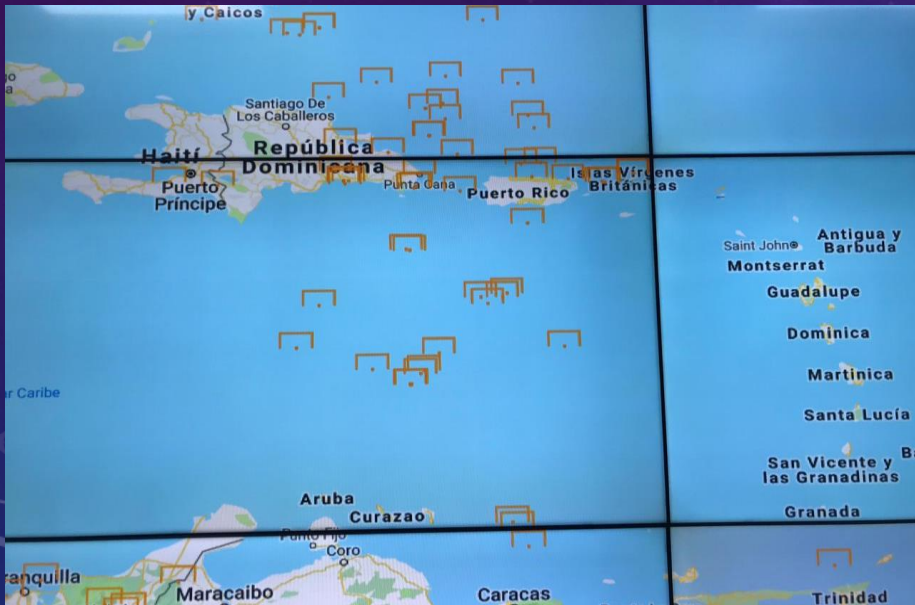 y Caicos
Santiago De
Los Caballeros
República
Dominicana
Haití
Puerto
Príncipe
Punta Cana
Puerto Rico
Islas Vírgenes
Británicas
Saint John
Antigua y
Barbuda
Montserrat
Guadalupe
Dominica
Martinica
Santa Lucía
San Vicente y
las Granadinas
Granada
ar Caribe
Aruba
Curazao
Punto Fijo
Coro
ranquilla
Maracaibo
Caracas
Trinidad